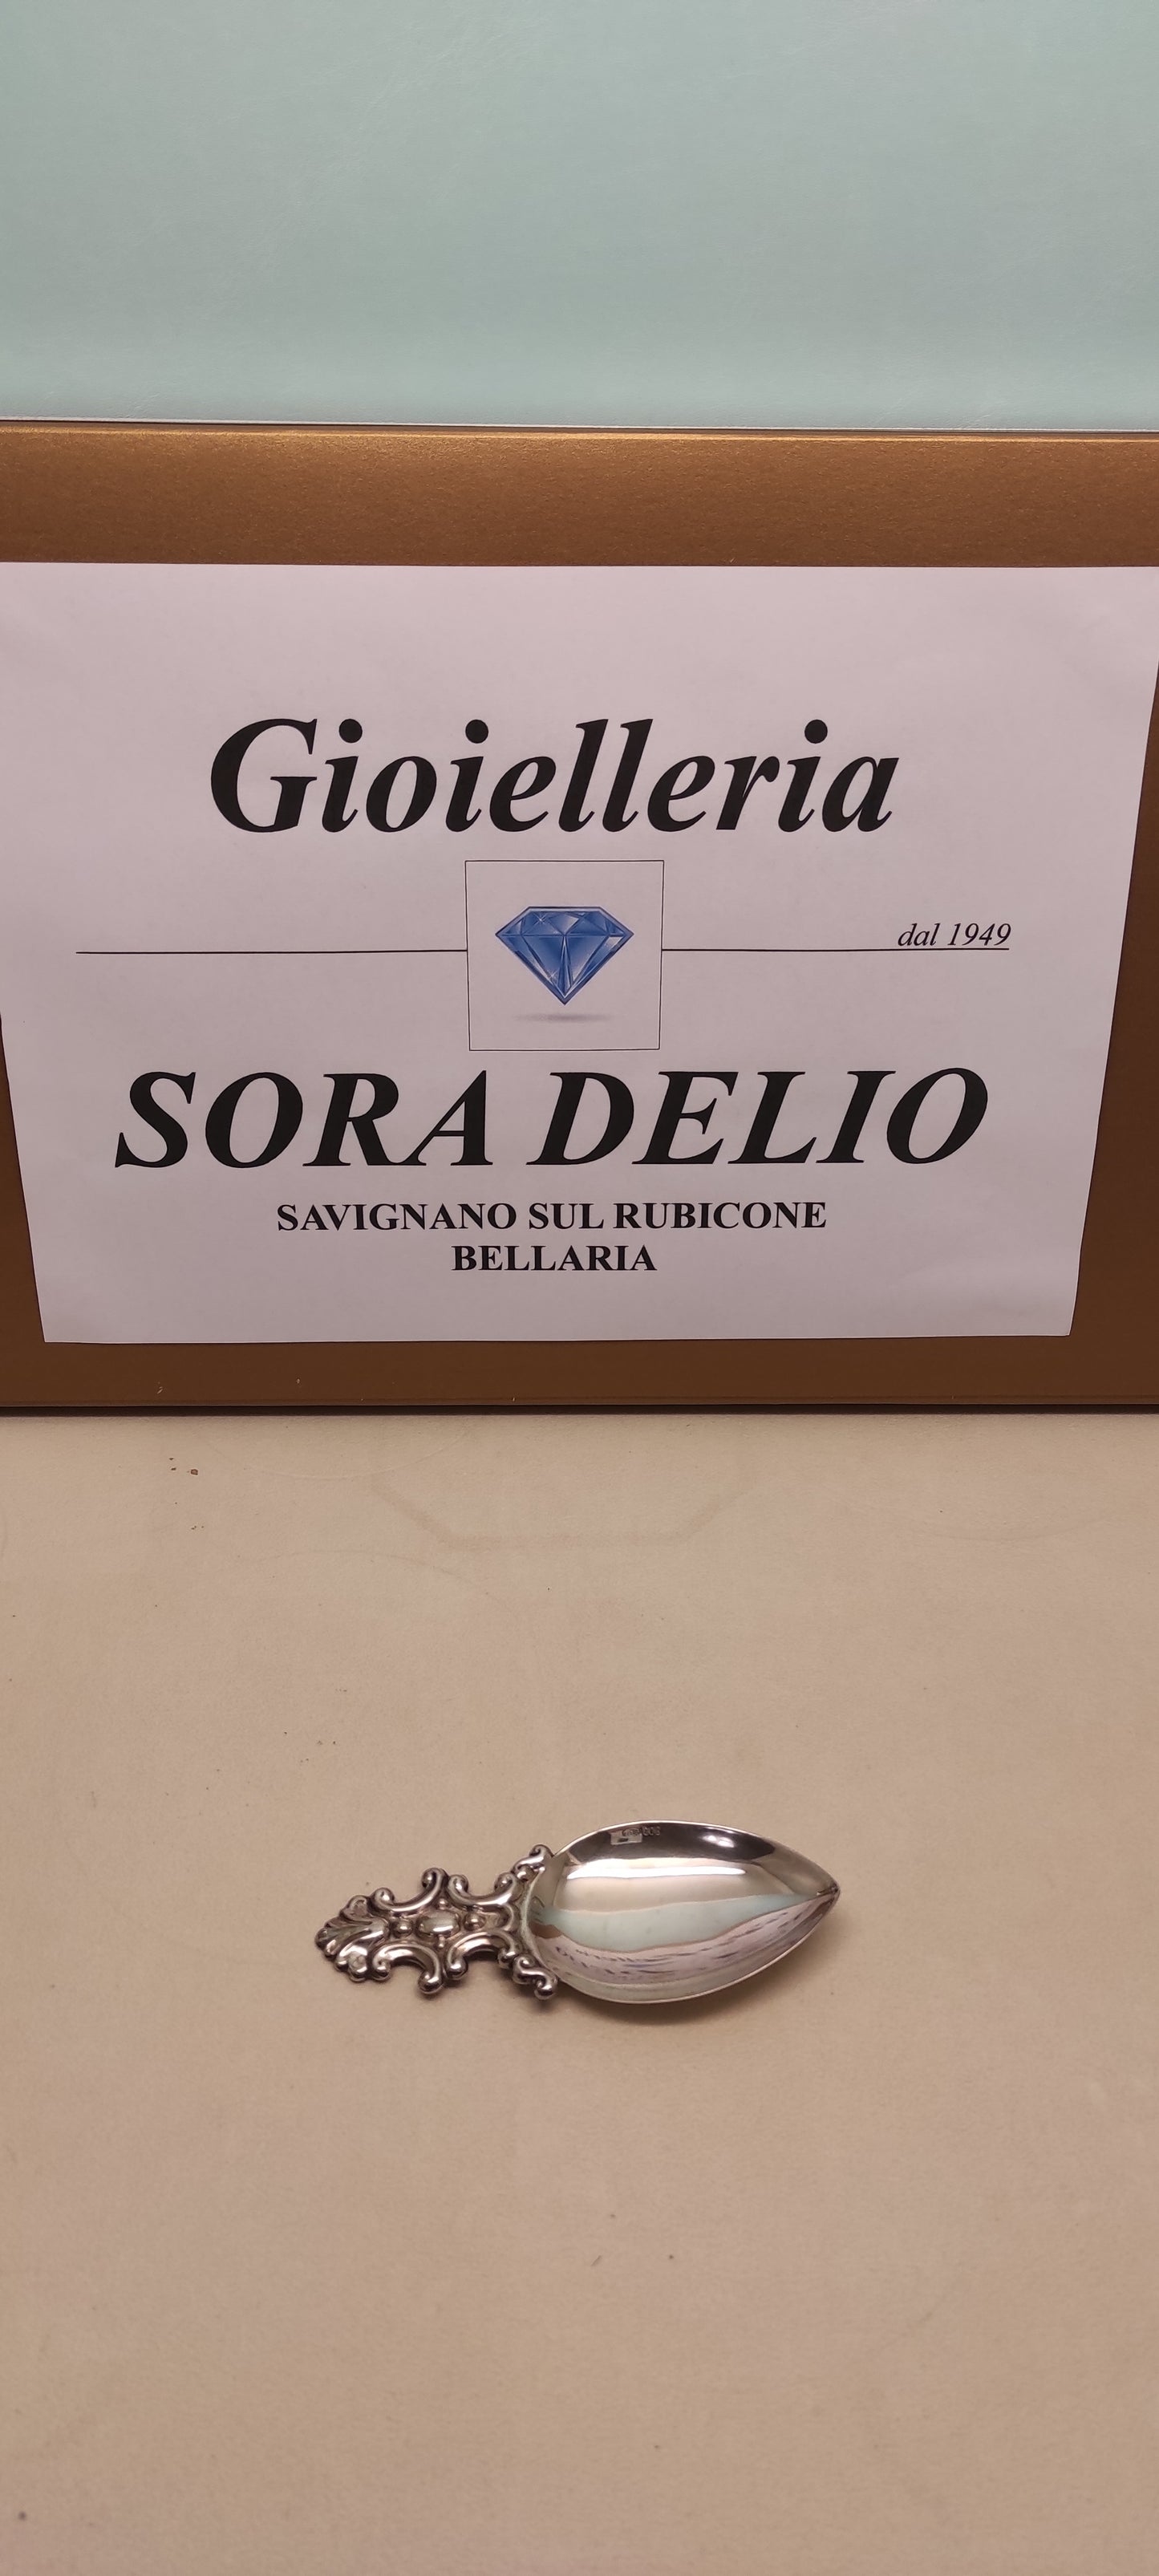 Gioielleria
dal 1949
SORA DELIO
SAVIGNANO SUL RUBICONE
BELLARIA